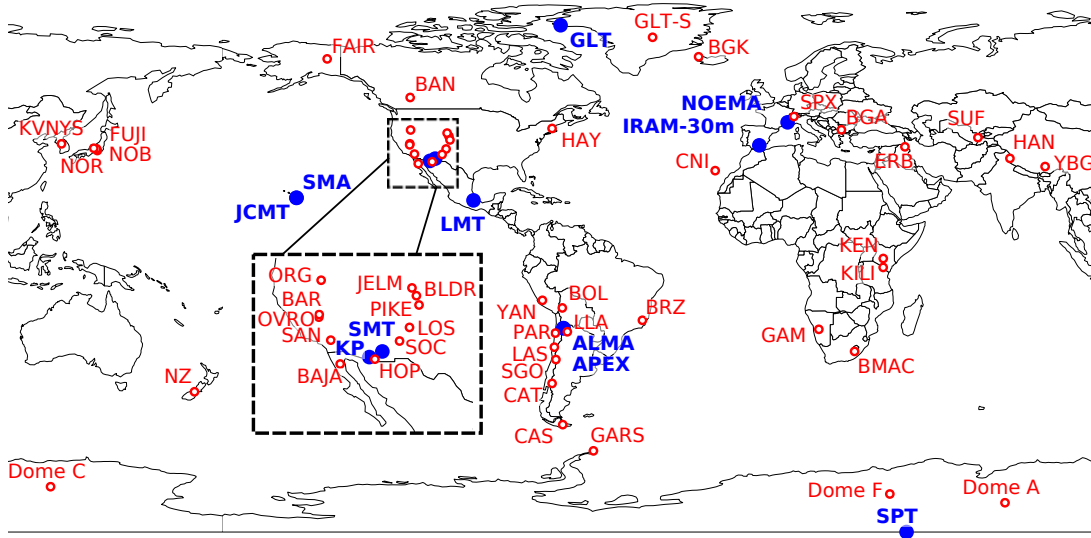 GLT-S
FAIR
GLT
BGK
BAN
KVNYS
FUJI
NOR
NOB
HAY
NOEMA
SPX
IRAM-30m
BGA
SUF
HAN
CNI
ERB
YBG
SMA
JCMT
LMT
ORG
JELM
BLDR
BAR
PIKE
OVRO
SMT
LOS
SAN
KP
SOC
HOP
BAJA
KEN
KILI
YAN
BOL
BRZ
PAR
LLA
ALMA
LAS
APEX
SGO
CAT
GAM
BMAC
NZ
CAS
GARS
Dome C
Dome F
Dome A
SPT